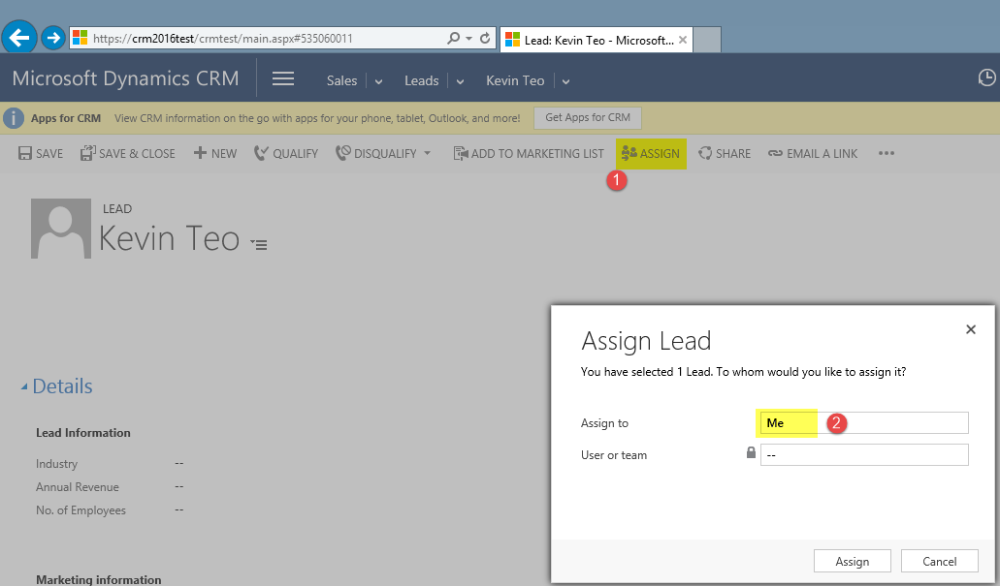 https://crm2016test/crmtest/main.aspx#535060011
Lead: Kevin Teo - Microsoft...
Microsoft Dynamics CRM
Sales
Leads
Kevin Teo
Apps for CRM View CRM information on the go with apps for your phone, tablet, Outlook, and more! Get Apps for CRM
SAVE SAVE & CLOSE NEW QUALIFY DISQUALIFY ADD TO MARKETING LIST ASSIGN SHARE EMAIL A LINK •••
1
LEAD
Kevin Teo
Details
Lead Information
Industry --
Annual Revenue --
No. of Employees --
Marketing information
Assign Lead
You have selected 1 Lead. To whom would you like to assign it?
Assign to Me 2
User or team --
Assign Cancel